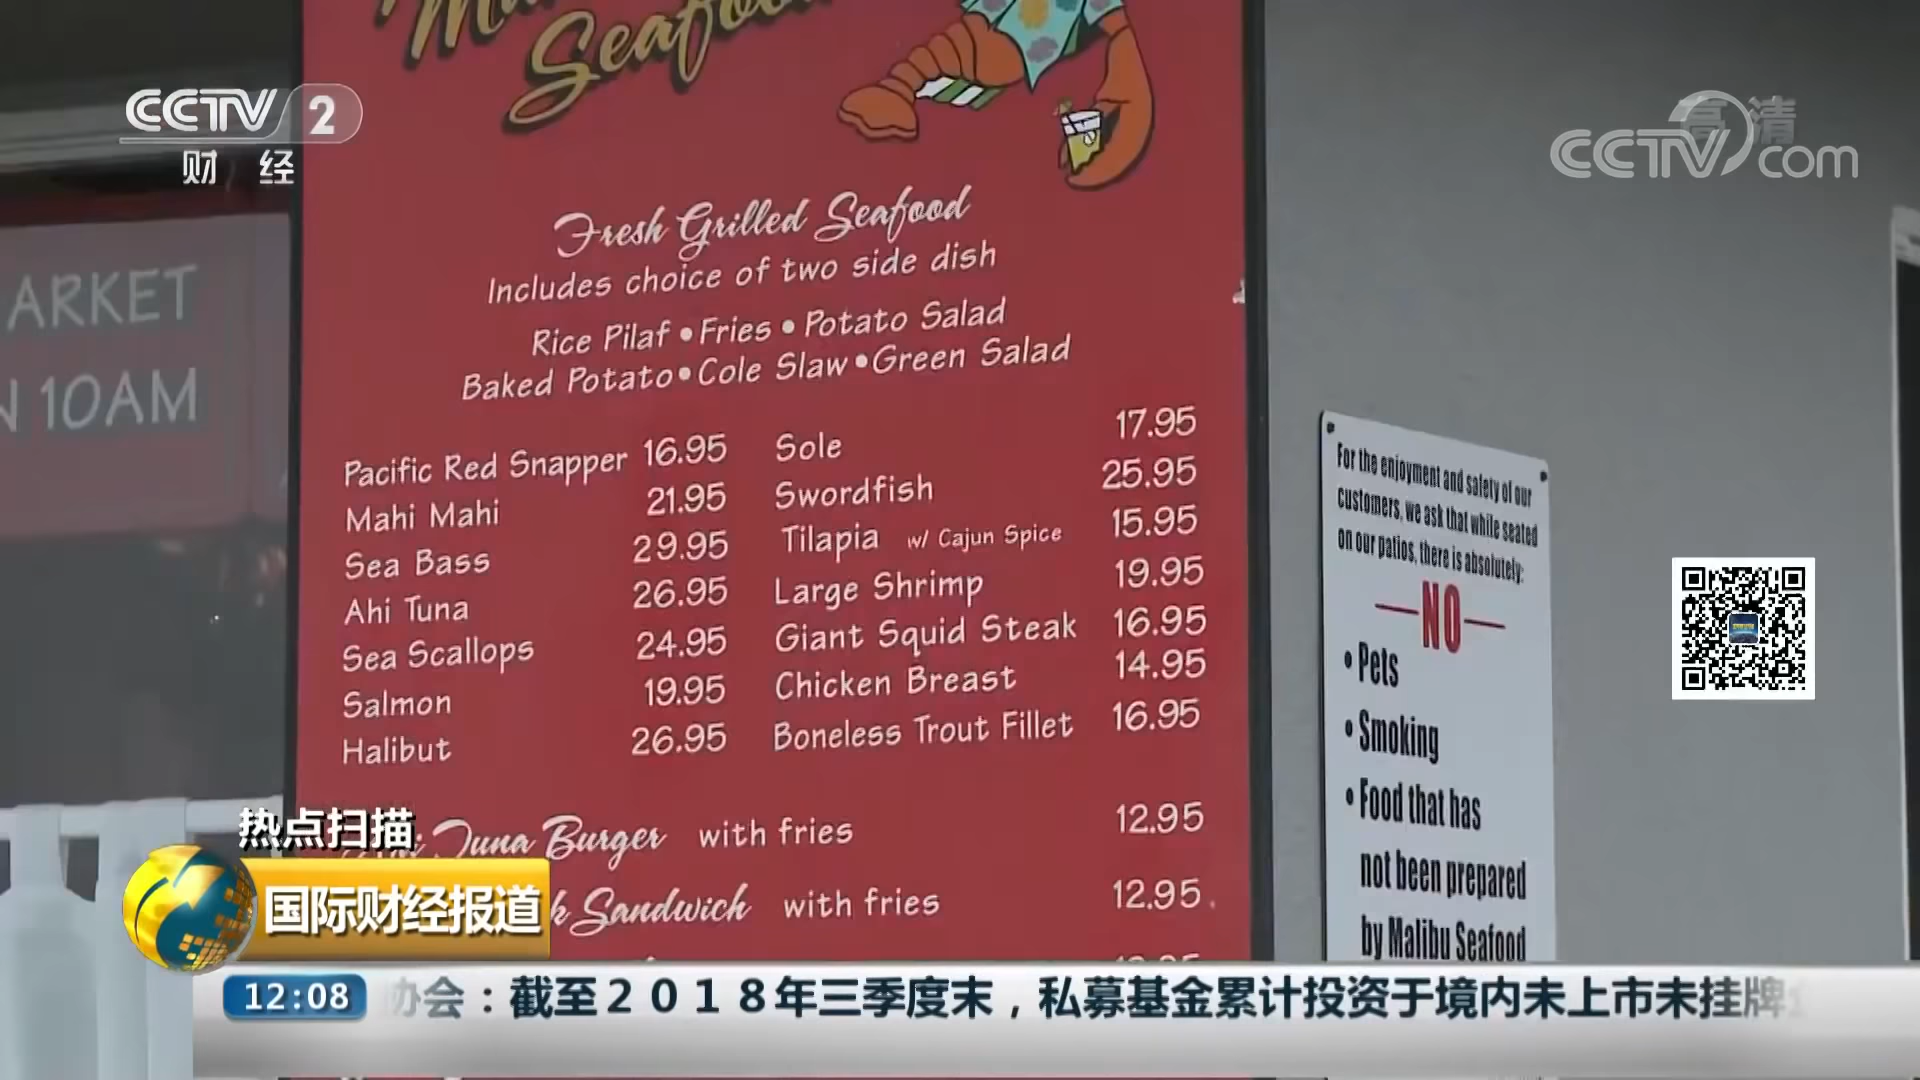 CCTV 2
财 经
高清
CCTV.com
Seafood
ARKET
N 10AM
Fresh Grilled Seafood
Includes choice of two side dish
Rice Pilaf • Fries • Potato Salad
Baked Potato • Cole Slaw • Green Salad
Pacific Red Snapper 16.95
Mahi Mahi 21.95
Sea Bass 29.95
Ahi Tuna 26.95
Sea Scallops 24.95
Salmon 19.95
Halibut 26.95
Sole 17.95
Swordfish 25.95
Tilapia w/ Cajun Spice 15.95
Large Shrimp 19.95
Giant Squid Steak 16.95
Chicken Breast 14.95
Boneless Trout Fillet 16.95
Tuna Burger with fries 12.95
k Sandwich with fries 12.95
For the enjoyment and safety of our
customers, we ask that while seated
on our patios, there is absolutely:
—NO—
• Pets
• Smoking
• Food that has
not been prepared
by Malibu Seafood
热点扫描
国际财经报道
12:08
协会：截至2018年三季度末，私募基金累计投资于境内未上市未挂牌